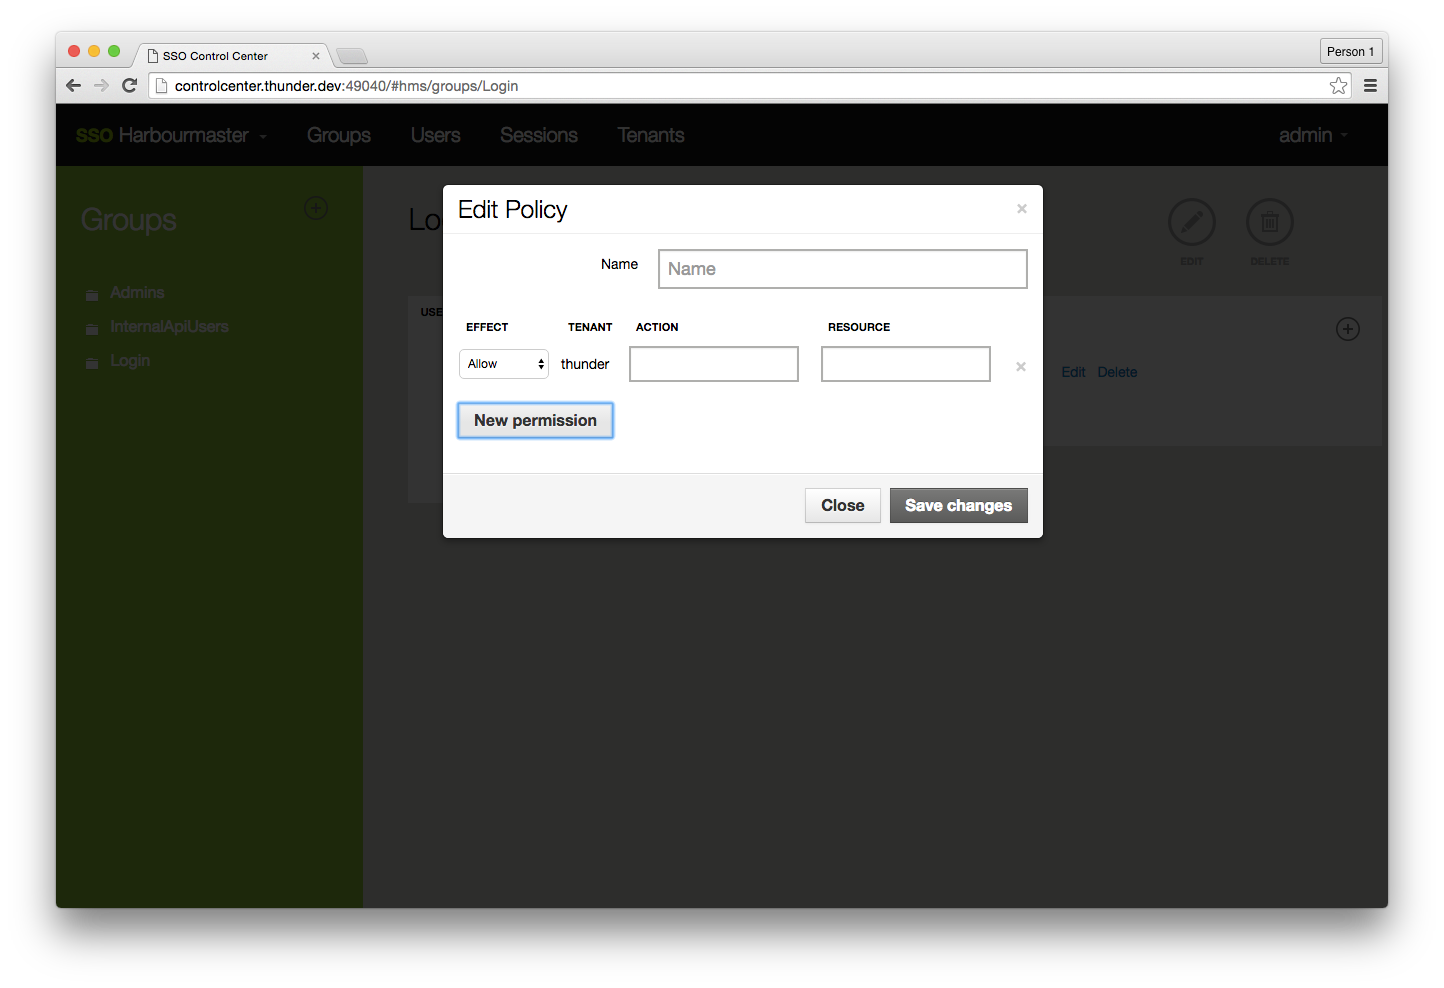 SSO Control Center
Person 1
controlcenter.thunder.dev:49040/#hms/groups/Login
sso Harbourmaster
Groups
Users
Sessions
Tenants
admin
Groups
Admins
InternalApiUsers
Login
Lo
EDIT
DELETE
USE
Edit Delete
Edit Policy
Name
Name
EFFECT TENANT ACTION RESOURCE
Allow thunder
New permission
Close
Save changes